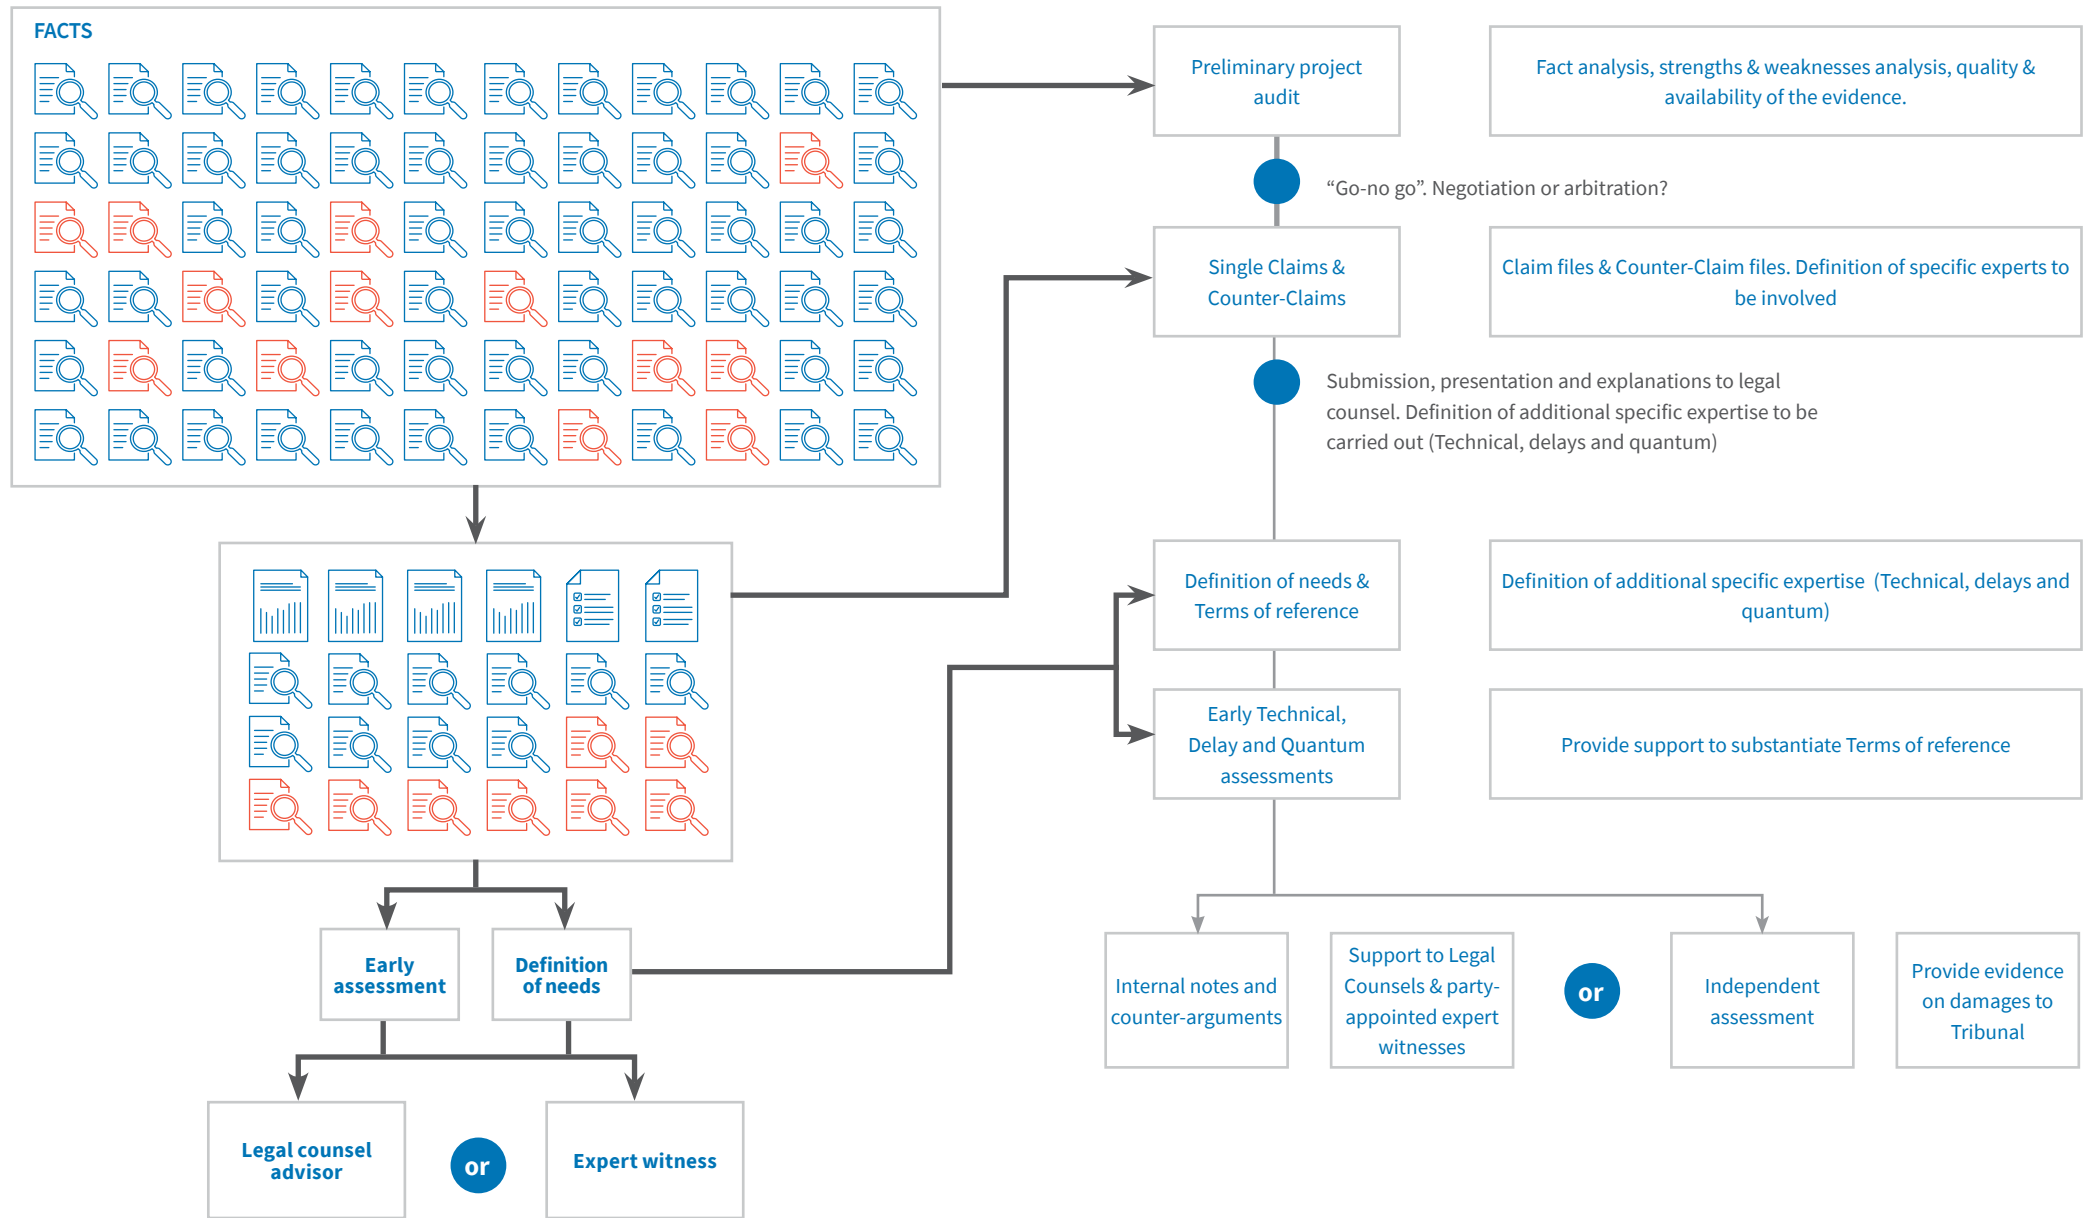 FACTS
Preliminary project
audit
Fact analysis, strengths & weaknesses analysis, quality &
availability of the evidence.
“Go-no go”. Negotiation or arbitration?
Single Claims &
Counter-Claims
Claim files & Counter-Claim files. Definition of specific experts to
be involved
Submission, presentation and explanations to legal
counsel. Definition of additional specific expertise to be
carried out (Technical, delays and quantum)
Definition of needs &
Terms of reference
Definition of additional specific expertise (Technical, delays and
quantum)
Early Technical,
Delay and Quantum
assessments
Provide support to substantiate Terms of reference
Early
assessment
Definition
of needs
Internal notes and
counter-arguments
Support to Legal
Counsels & party-
appointed expert
witnesses
or
Independent
assessment
Provide evidence
on damages to
Tribunal
Legal counsel
advisor
or
Expert witness